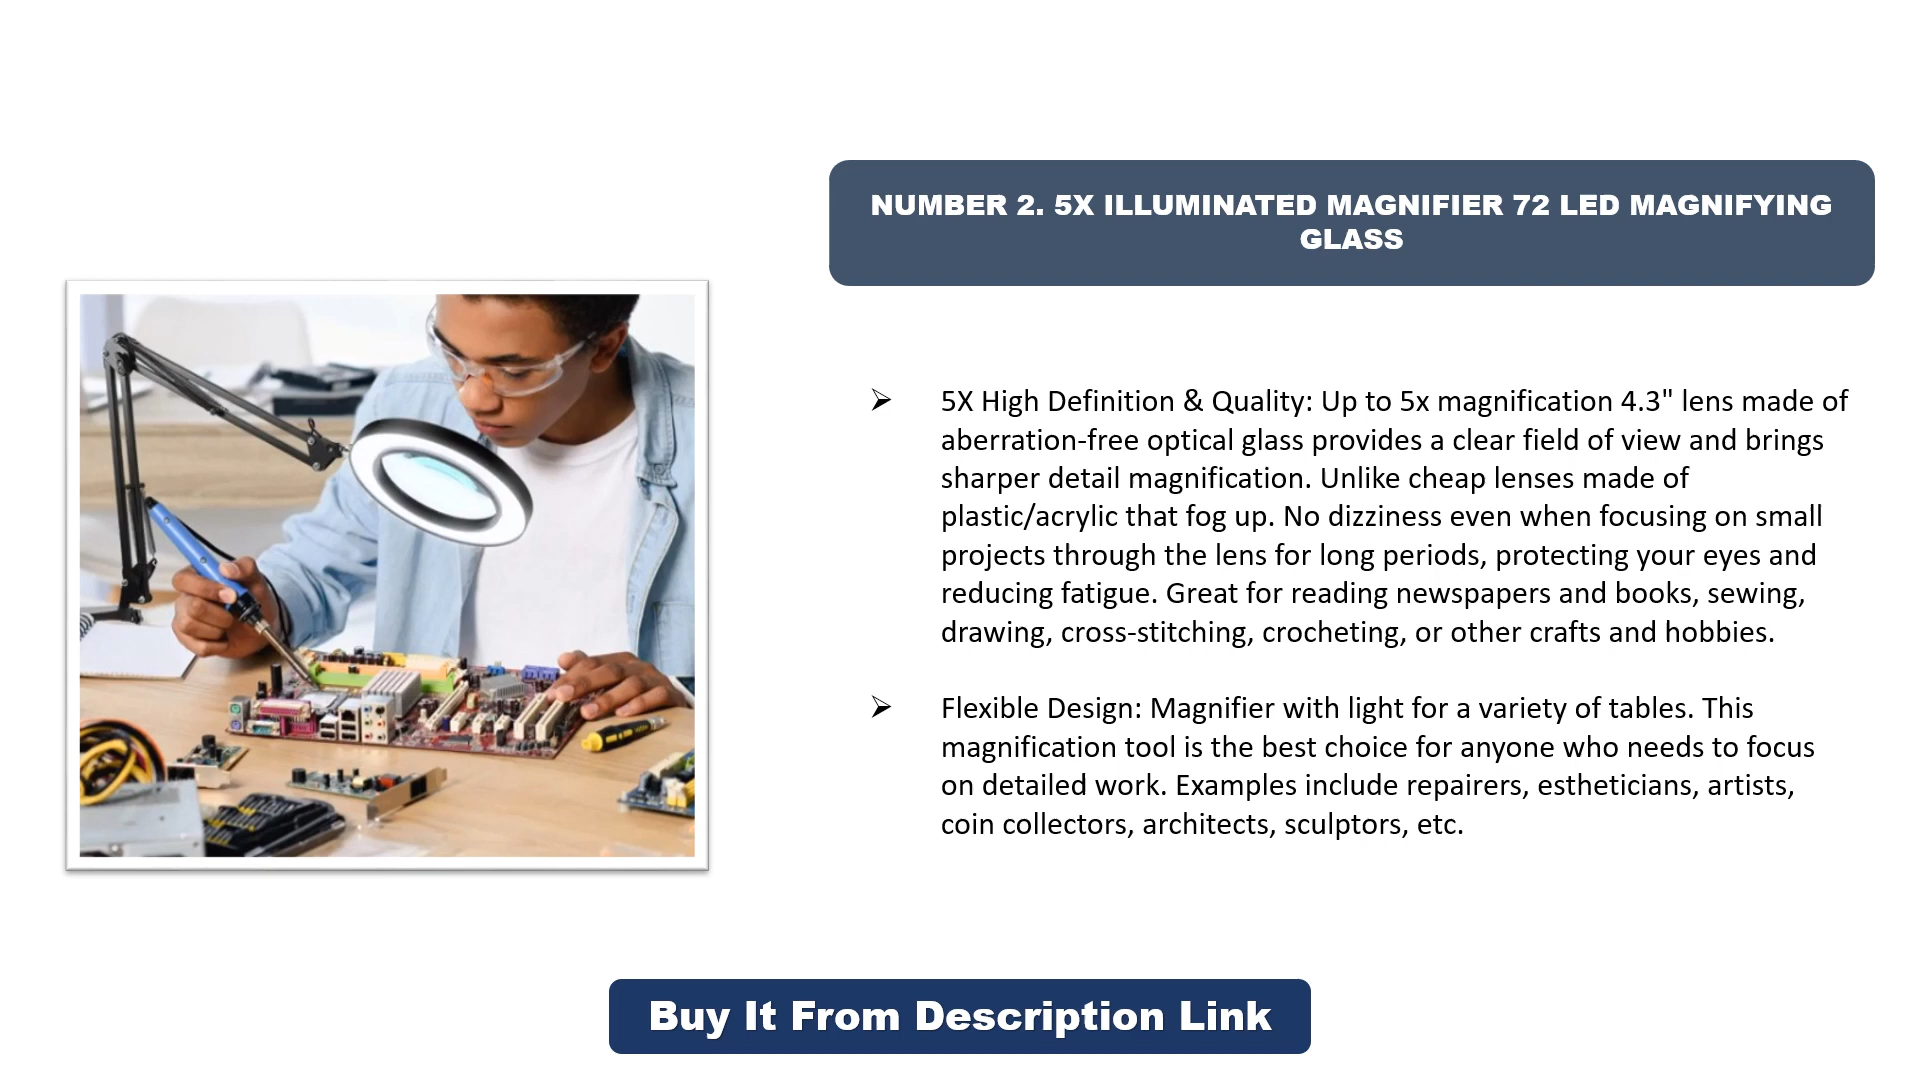 NUMBER 2. 5X ILLUMINATED MAGNIFIER 72 LED MAGNIFYING
GLASS
➢ 5X High Definition & Quality: Up to 5x magnification 4.3" lens made of
aberration-free optical glass provides a clear field of view and brings
sharper detail magnification. Unlike cheap lenses made of
plastic/acrylic that fog up. No dizziness even when focusing on small
projects through the lens for long periods, protecting your eyes and
reducing fatigue. Great for reading newspapers and books, sewing,
drawing, cross-stitching, crocheting, or other crafts and hobbies.
➢ Flexible Design: Magnifier with light for a variety of tables. This
magnification tool is the best choice for anyone who needs to focus
on detailed work. Examples include repairers, estheticians, artists,
coin collectors, architects, sculptors, etc.
Buy It From Description Link